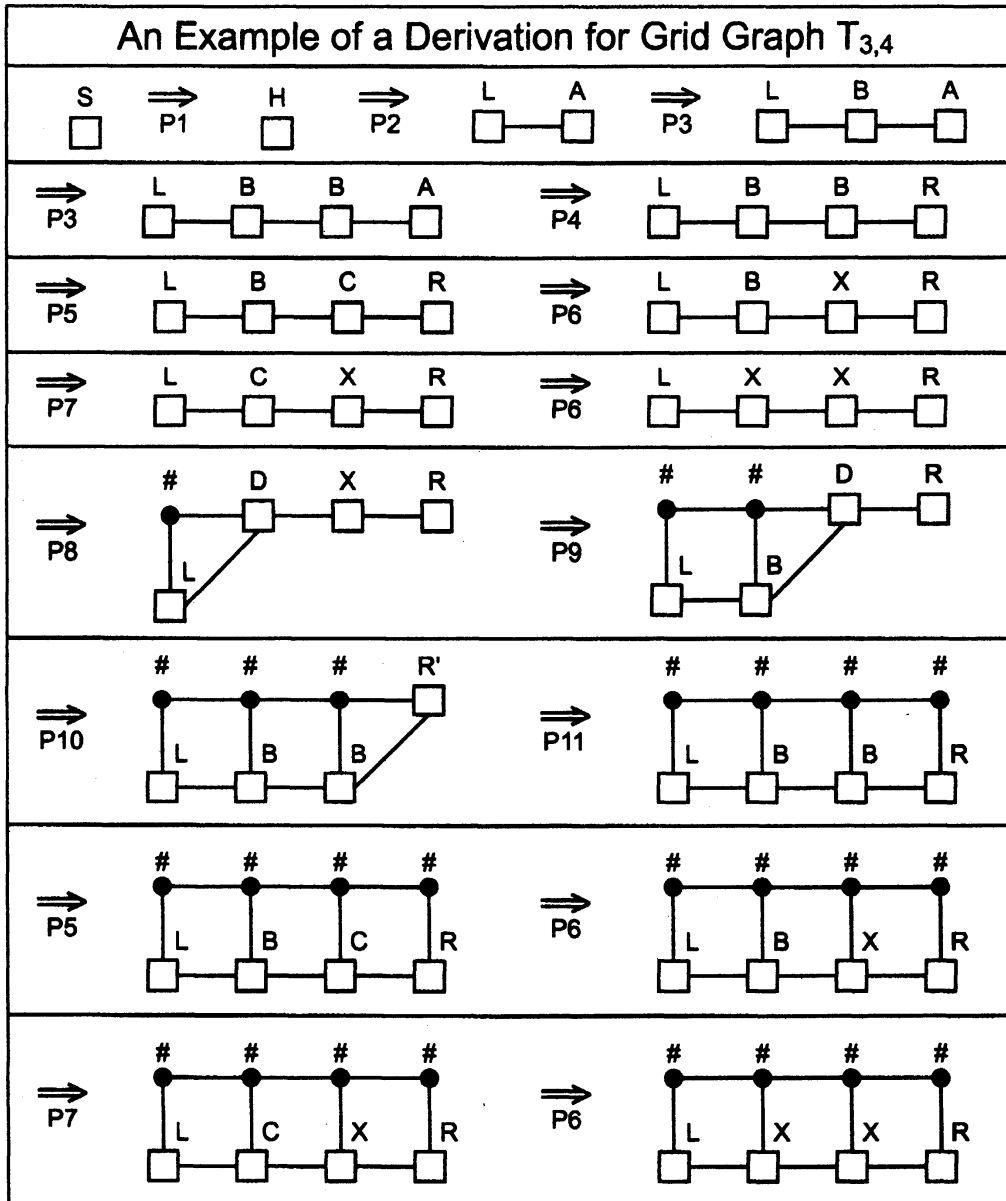 An Example of a Derivation for Grid Graph T3,4
S ⇒ P1 H ⇒ P2 L A ⇒ P3 L B A
⇒ P3 L B B A ⇒ P4 L B B R
⇒ P5 L B C R ⇒ P6 L B X R
⇒ P7 L C X R ⇒ P6 L X X R
# D X R # # D R
⇒ P8 ⇒ P9
L L B
# # # R' # # # #
⇒ P10 ⇒ P11
L B B L B B R
# # # # # # # #
⇒ P5 ⇒ P6
L B C R L B X R
# # # # # # # #
⇒ P7 ⇒ P6
L C X R L X X R